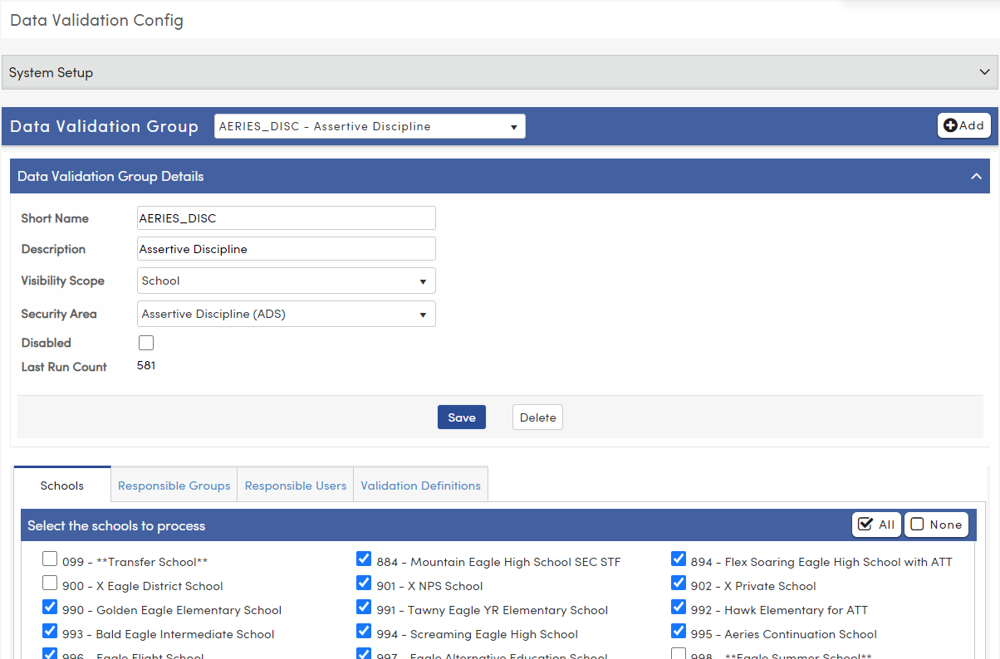 Data Validation Config
System Setup
Data Validation Group AERIES_DISC - Assertive Discipline Add
Data Validation Group Details
Short Name AERIES_DISC
Description Assertive Discipline
Visibility Scope School
Security Area Assertive Discipline (ADS)
Disabled
Last Run Count 581
Save Delete
Schools Responsible Groups Responsible Users Validation Definitions
Select the schools to process All None
099 - **Transfer School** 884 - Mountain Eagle High School SEC STF 894 - Flex Soaring Eagle High School with ATT
900 - X Eagle District School 901 - X NPS School 902 - X Private School
990 - Golden Eagle Elementary School 991 - Tawny Eagle YR Elementary School 992 - Hawk Elementary for ATT
993 - Bald Eagle Intermediate School 994 - Screaming Eagle High School 995 - Aeries Continuation School
996 - Eagle Flight School 997 - Eagle Alternative Education School 998 - **Eagle Summer School**